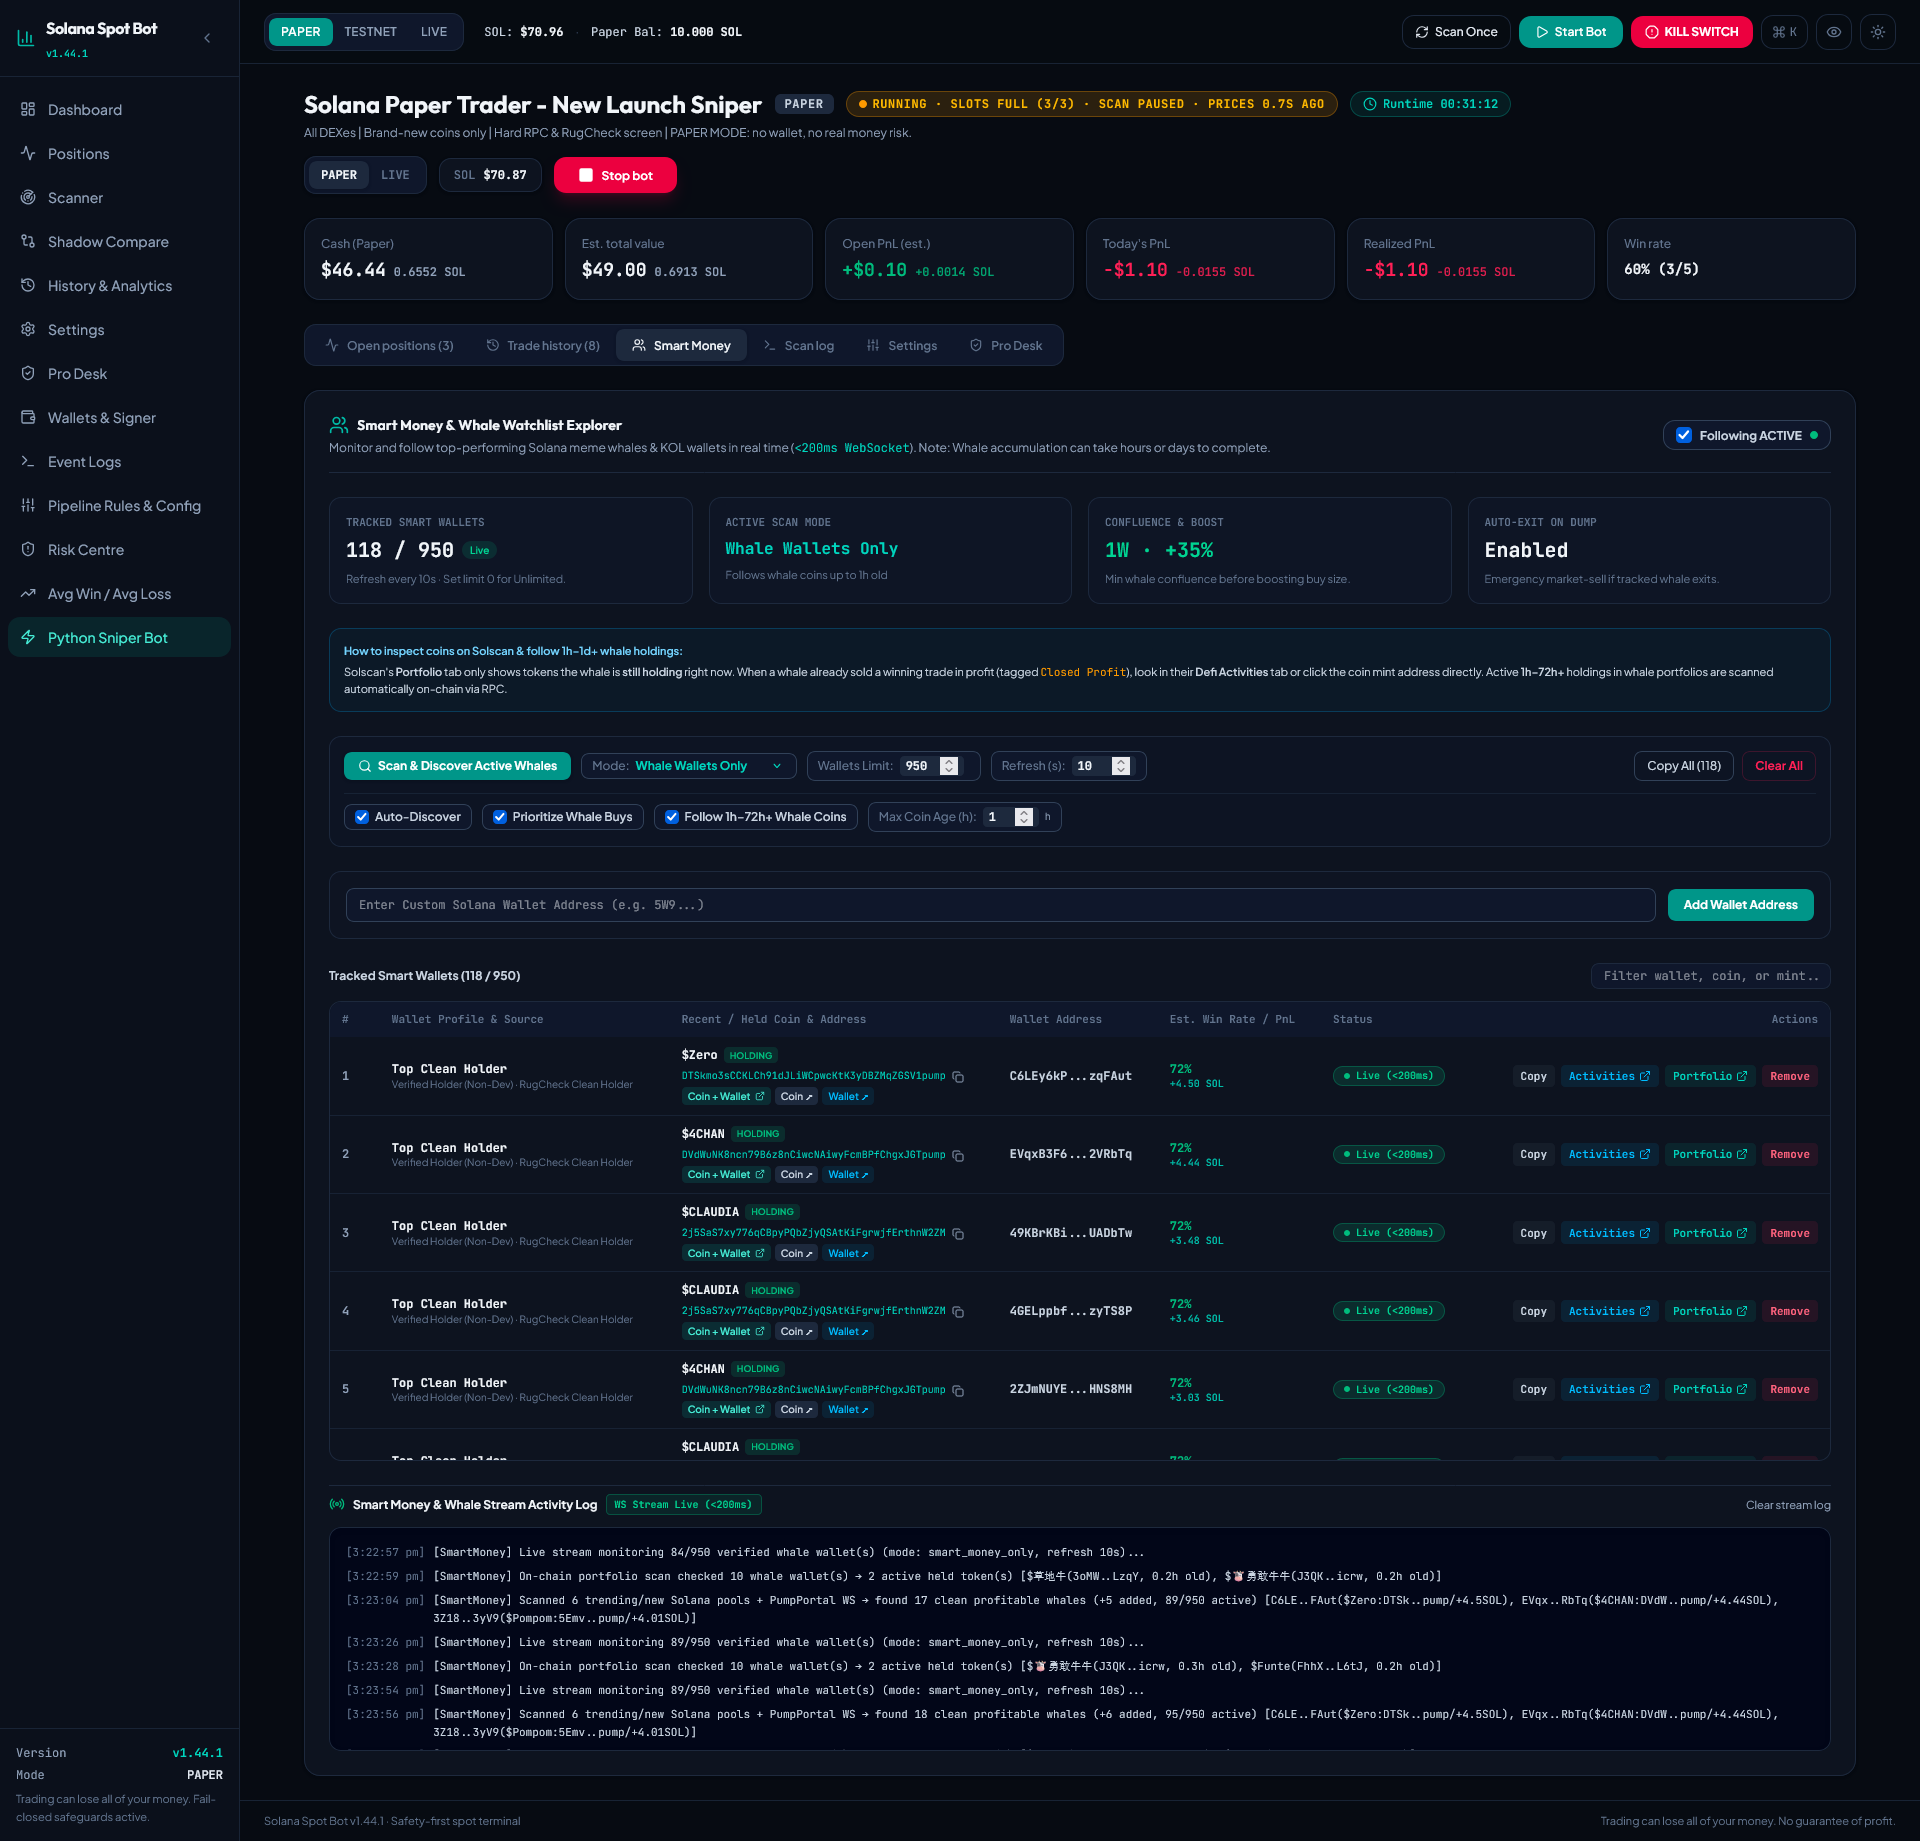 Solana Spot Bot
v1.44.1
PAPER TESTNET LIVE SOL: $70.96 · Paper Bal: 10.000 SOL
Scan Once Start Bot KILL SWITCH ⌘ K
Dashboard
Positions
Scanner
Shadow Compare
History & Analytics
Settings
Pro Desk
Wallets & Signer
Event Logs
Pipeline Rules & Config
Risk Centre
Avg Win / Avg Loss
Python Sniper Bot
Version v1.44.1
Mode PAPER
Trading can lose all of your money. Fail-
closed safeguards active.
Solana Paper Trader - New Launch Sniper PAPER RUNNING · SLOTS FULL (3/3) · SCAN PAUSED · PRICES 0.7S AGO Runtime 00:31:12
All DEXes | Brand-new coins only | Hard RPC & RugCheck screen | PAPER MODE: no wallet, no real money risk.
PAPER LIVE SOL $70.87 Stop bot
Cash (Paper)
$46.44 0.6552 SOL
Est. total value
$49.00 0.6913 SOL
Open PnL (est.)
+$0.10 +0.0014 SOL
Today's PnL
-$1.10 -0.0155 SOL
Realized PnL
-$1.10 -0.0155 SOL
Win rate
60% (3/5)
Open positions (3) Trade history (8) Smart Money Scan log Settings Pro Desk
Smart Money & Whale Watchlist Explorer
Monitor and follow top-performing Solana meme whales & KOL wallets in real time (<200ms WebSocket). Note: Whale accumulation can take hours or days to complete.
Following ACTIVE
TRACKED SMART WALLETS
118 / 950 Live
Refresh every 10s · Set limit 0 for Unlimited.
ACTIVE SCAN MODE
Whale Wallets Only
Follows whale coins up to 1h old
CONFLUENCE & BOOST
1W · +35%
Min whale confluence before boosting buy size.
AUTO-EXIT ON DUMP
Enabled
Emergency market-sell if tracked whale exits.
How to inspect coins on Solscan & follow 1h–1d+ whale holdings:
Solscan's Portfolio tab only shows tokens the whale is still holding right now. When a whale already sold a winning trade in profit (tagged Closed Profit), look in their Defi Activities tab or click the coin mint address directly. Active 1h–72h+ holdings in whale portfolios are scanned
automatically on-chain via RPC.
Scan & Discover Active Whales Mode: Whale Wallets Only Wallets Limit: 950 Refresh (s): 10 Copy All (118) Clear All
Auto-Discover Prioritize Whale Buys Follow 1h–72h+ Whale Coins Max Coin Age (h): 1 h
Enter Custom Solana Wallet Address (e.g. 5W9...) Add Wallet Address
Tracked Smart Wallets (118 / 950) Filter wallet, coin, or mint..
# Wallet Profile & Source Recent / Held Coin & Address Wallet Address Est. Win Rate / PnL Status Actions
1 Top Clean Holder
Verified Holder (Non-Dev) · RugCheck Clean Holder
$Zero HOLDING
DTSkmo3sCCKLCh91dJLiWCpwcKtK3yDBZMqZGSV1pump
Coin + Wallet Coin ↗ Wallet ↗
C6LEy6kP...zqFAut
72%
+4.50 SOL
Live (<200ms) Copy Activities Portfolio Remove
2 Top Clean Holder
Verified Holder (Non-Dev) · RugCheck Clean Holder
$4CHAN HOLDING
DVdWuNK8ncn79B6z8nCiwcNAiwyFcmBPfChgxJGTpump
Coin + Wallet Coin ↗ Wallet ↗
EVqxB3F6...2VRbTq
72%
+4.44 SOL
Live (<200ms) Copy Activities Portfolio Remove
3 Top Clean Holder
Verified Holder (Non-Dev) · RugCheck Clean Holder
$CLAUDIA HOLDING
2j5SaS7xy776qCBpyPQbZjyQSAtKiFgrwjfErthnW2ZM
Coin + Wallet Coin ↗ Wallet ↗
49KBrKBi...UADbTw
72%
+3.48 SOL
Live (<200ms) Copy Activities Portfolio Remove
4 Top Clean Holder
Verified Holder (Non-Dev) · RugCheck Clean Holder
$CLAUDIA HOLDING
2j5SaS7xy776qCBpyPQbZjyQSAtKiFgrwjfErthnW2ZM
Coin + Wallet Coin ↗ Wallet ↗
4GELppbf...zyTS8P
72%
+3.46 SOL
Live (<200ms) Copy Activities Portfolio Remove
5 Top Clean Holder
Verified Holder (Non-Dev) · RugCheck Clean Holder
$4CHAN HOLDING
DVdWuNK8ncn79B6z8nCiwcNAiwyFcmBPfChgxJGTpump
Coin + Wallet Coin ↗ Wallet ↗
2ZJmNUYE...HNS8MH
72%
+3.03 SOL
Live (<200ms) Copy Activities Portfolio Remove
$CLAUDIA HOLDING
Smart Money & Whale Stream Activity Log WS Stream Live (<200ms) Clear stream log
[3:22:57 pm] [SmartMoney] Live stream monitoring 84/950 verified whale wallet(s) (mode: smart_money_only, refresh 10s)...
[3:22:59 pm] [SmartMoney] On-chain portfolio scan checked 10 whale wallet(s) → 2 active held token(s) [$草地牛(3oMW..LzqY, 0.2h old), $🐮勇敢牛牛(J3QK..icrw, 0.2h old)]
[3:23:04 pm] [SmartMoney] Scanned 6 trending/new Solana pools + PumpPortal WS → found 17 clean profitable whales (+5 added, 89/950 active) [C6LE..FAut($Zero:DTSk..pump/+4.5SOL), EVqx..RbTq($4CHAN:DVdW..pump/+4.44SOL),
3Z18..3yV9($Pompom:5Emv..pump/+4.01SOL)]
[3:23:26 pm] [SmartMoney] Live stream monitoring 89/950 verified whale wallet(s) (mode: smart_money_only, refresh 10s)...
[3:23:28 pm] [SmartMoney] On-chain portfolio scan checked 10 whale wallet(s) → 2 active held token(s) [$🐮勇敢牛牛(J3QK..icrw, 0.3h old), $Funte(FhhX..L6tJ, 0.2h old)]
[3:23:54 pm] [SmartMoney] Live stream monitoring 89/950 verified whale wallet(s) (mode: smart_money_only, refresh 10s)...
[3:23:56 pm] [SmartMoney] Scanned 6 trending/new Solana pools + PumpPortal WS → found 18 clean profitable whales (+6 added, 95/950 active) [C6LE..FAut($Zero:DTSk..pump/+4.5SOL), EVqx..RbTq($4CHAN:DVdW..pump/+4.44SOL),
3Z18..3yV9($Pompom:5Emv..pump/+4.01SOL)]
Solana Spot Bot v1.44.1 · Safety-first spot terminal Trading can lose all of your money. No guarantee of profit.